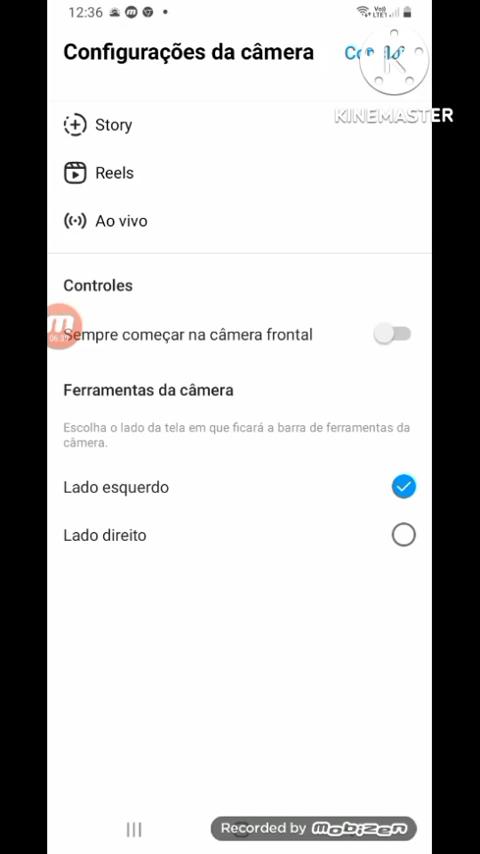 12:36
Configurações da câmera
KINEMASTER
Story
Reels
Ao vivo
Controles
06:39
Sempre começar na câmera frontal
Ferramentas da câmera
Escolha o lado da tela em que ficará a barra de ferramentas da
câmera.
Lado esquerdo
Lado direito
Recorded by mobizen